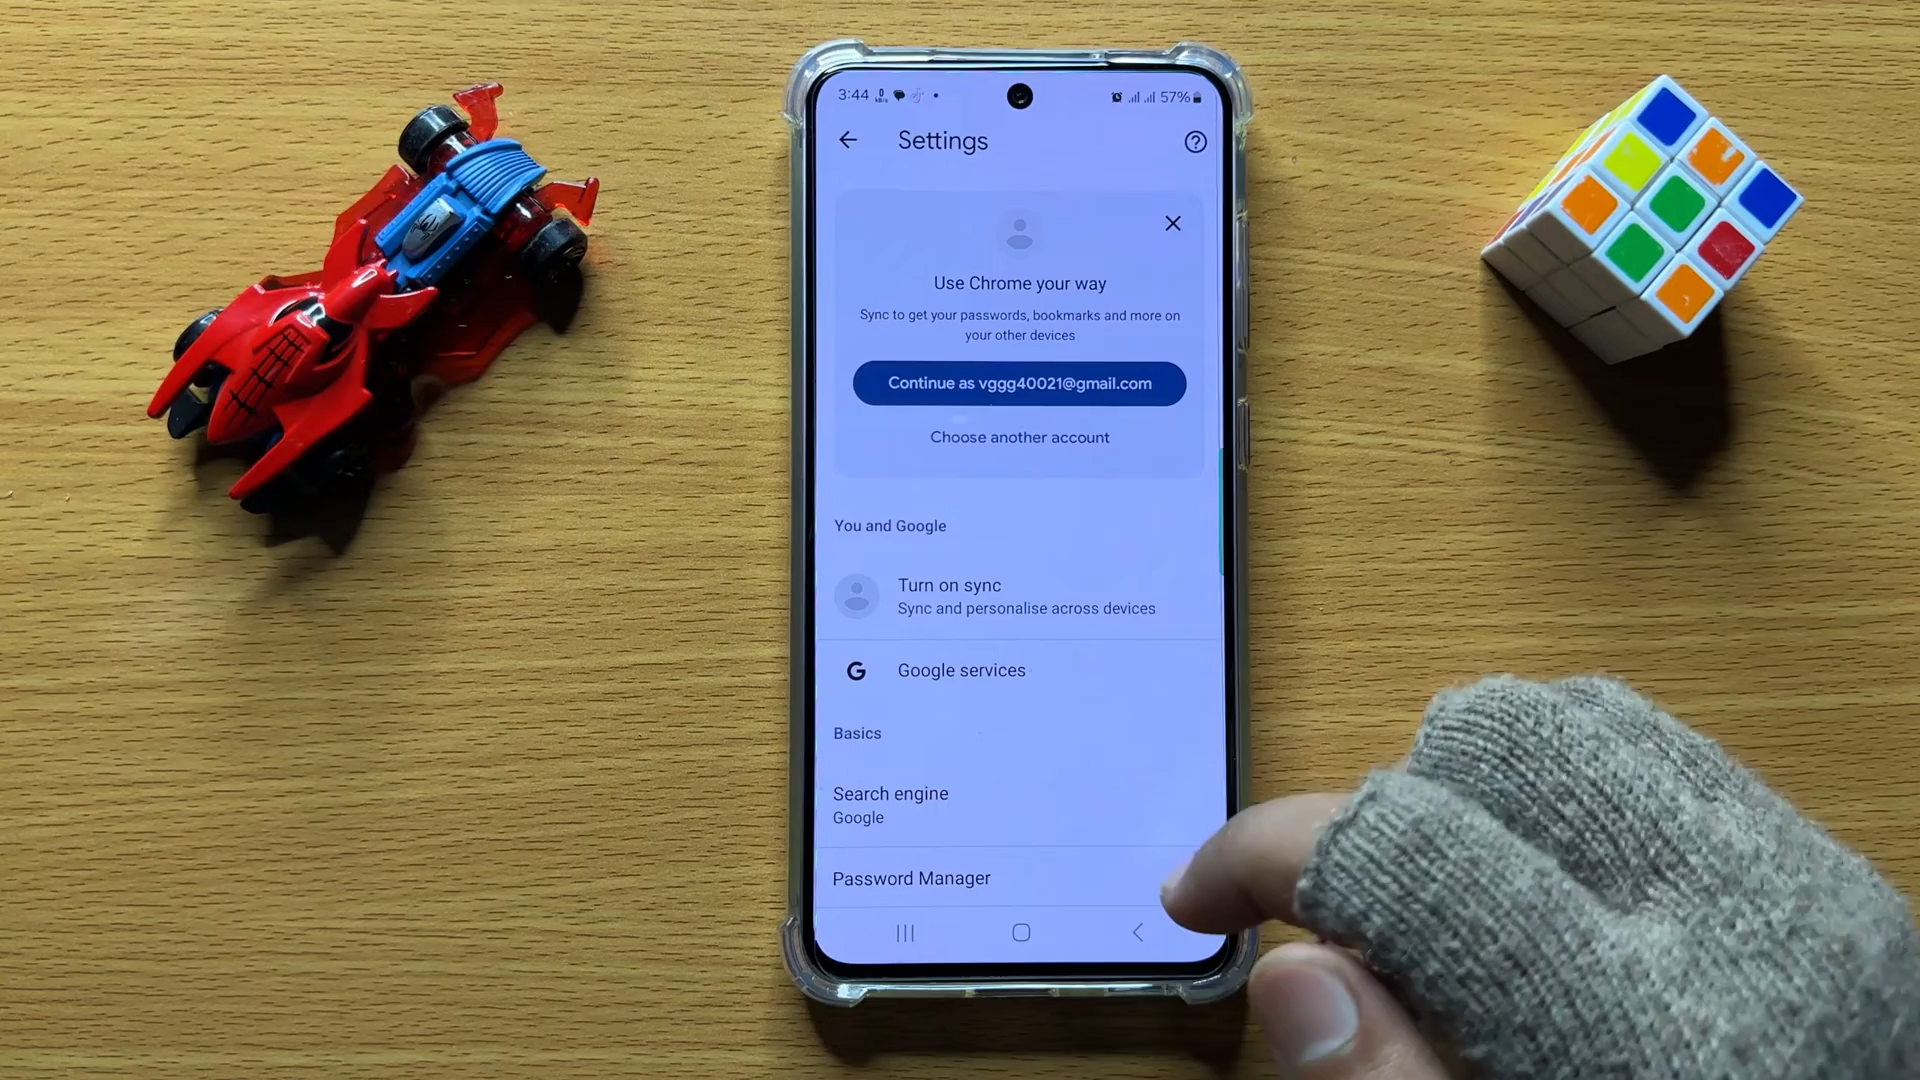 3:44 0 KB/s 57%
Settings
Use Chrome your way
Sync to get your passwords, bookmarks and more on
your other devices
Continue as vggg40021@gmail.com
Choose another account
You and Google
Turn on sync
Sync and personalise across devices
G Google services
Basics
Search engine
Google
Password Manager